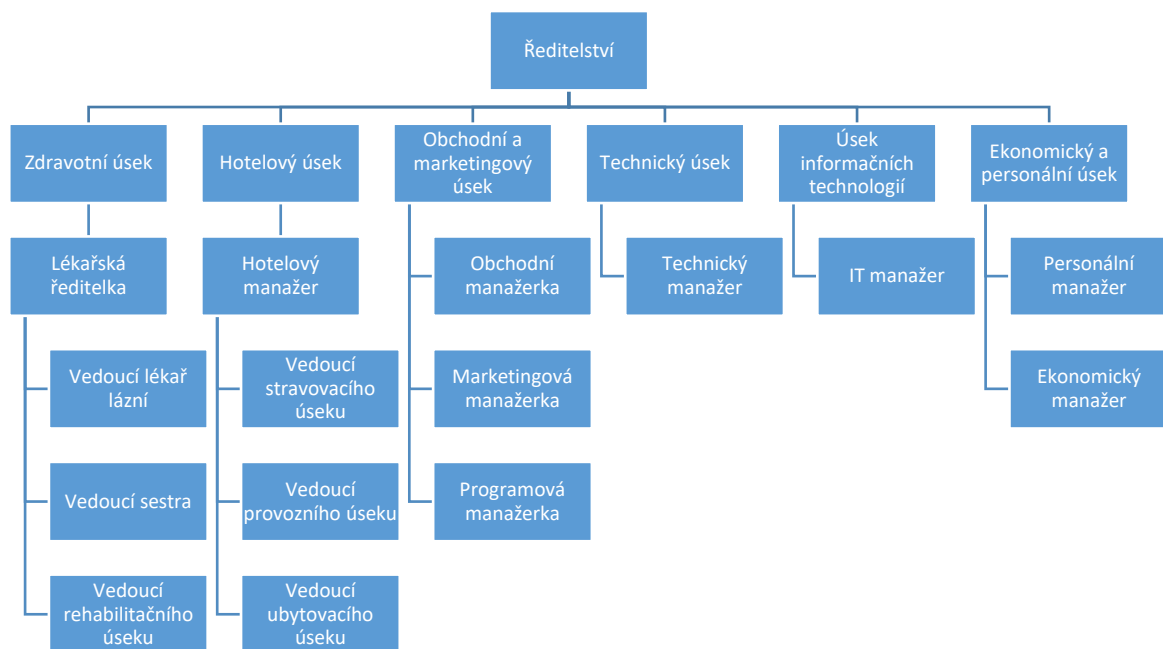 Ředitelství
Zdravotní úsek
Hotelový úsek
Obchodní a
marketingový
úsek
Technický úsek
Úsek
informačních
technologií
Ekonomický a
personální úsek
Lékařská
ředitelka
Hotelový
manažer
Obchodní
manažerka
Technický
manažer
IT manažer
Personální
manažer
Vedoucí lékař
lázní
Vedoucí
stravovacího
úseku
Marketingová
manažerka
Ekonomický
manažer
Vedoucí sestra
Vedoucí
provozního úseku
Programová
manažerka
Vedoucí
rehabilitačního
úseku
Vedoucí
ubytovacího
úseku